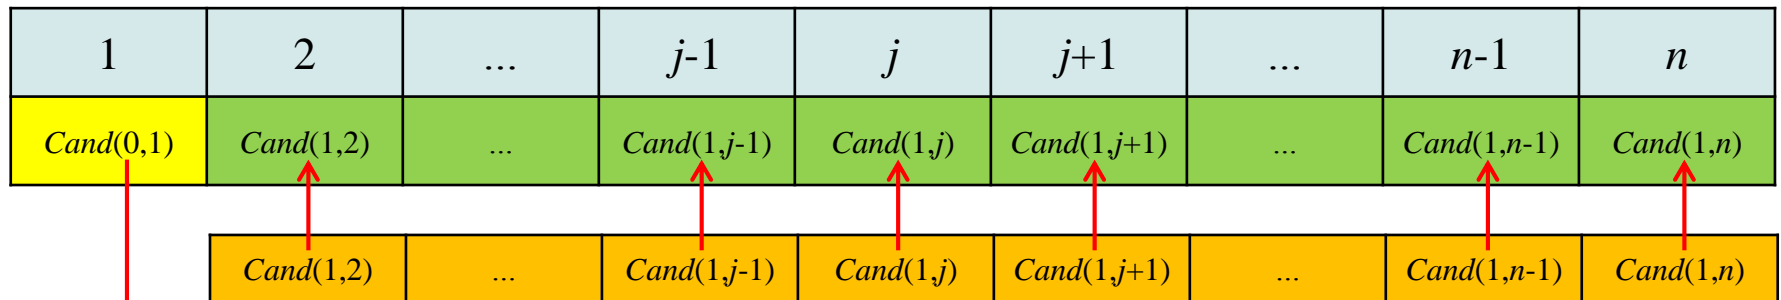 1 2 ... j-1 j j+1 ... n-1 n
Cand(0,1) Cand(1,2) ... Cand(1,j-1) Cand(1,j) Cand(1,j+1) ... Cand(1,n-1) Cand(1,n)
Cand(1,2) ... Cand(1,j-1) Cand(1,j) Cand(1,j+1) ... Cand(1,n-1) Cand(1,n)